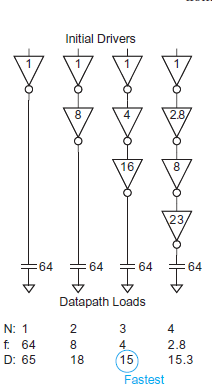 Initial Drivers
1 1 1 1
8 4 2.8
16 8
23
64 64 64 64
Datapath Loads
N: 1 2 3 4
f: 64 8 4 2.8
D: 65 18 15 15.3
Fastest